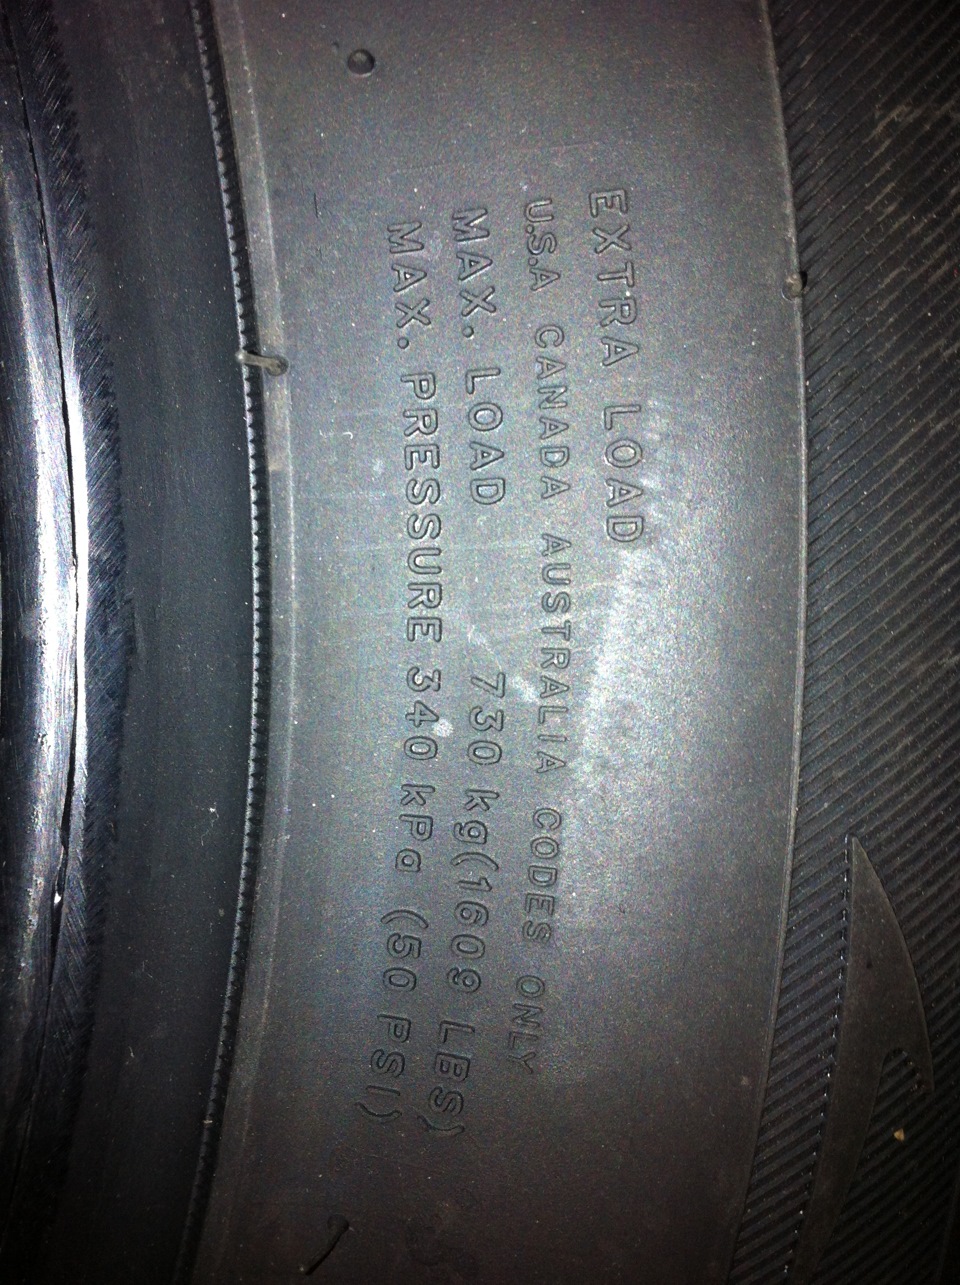 EXTRA LOAD
U.S.A CANADA AUSTRALIA CODES ONLY
MAX. LOAD 730 kg(1609 LBS)
MAX. PRESSURE 340 kPa (50 PSI)